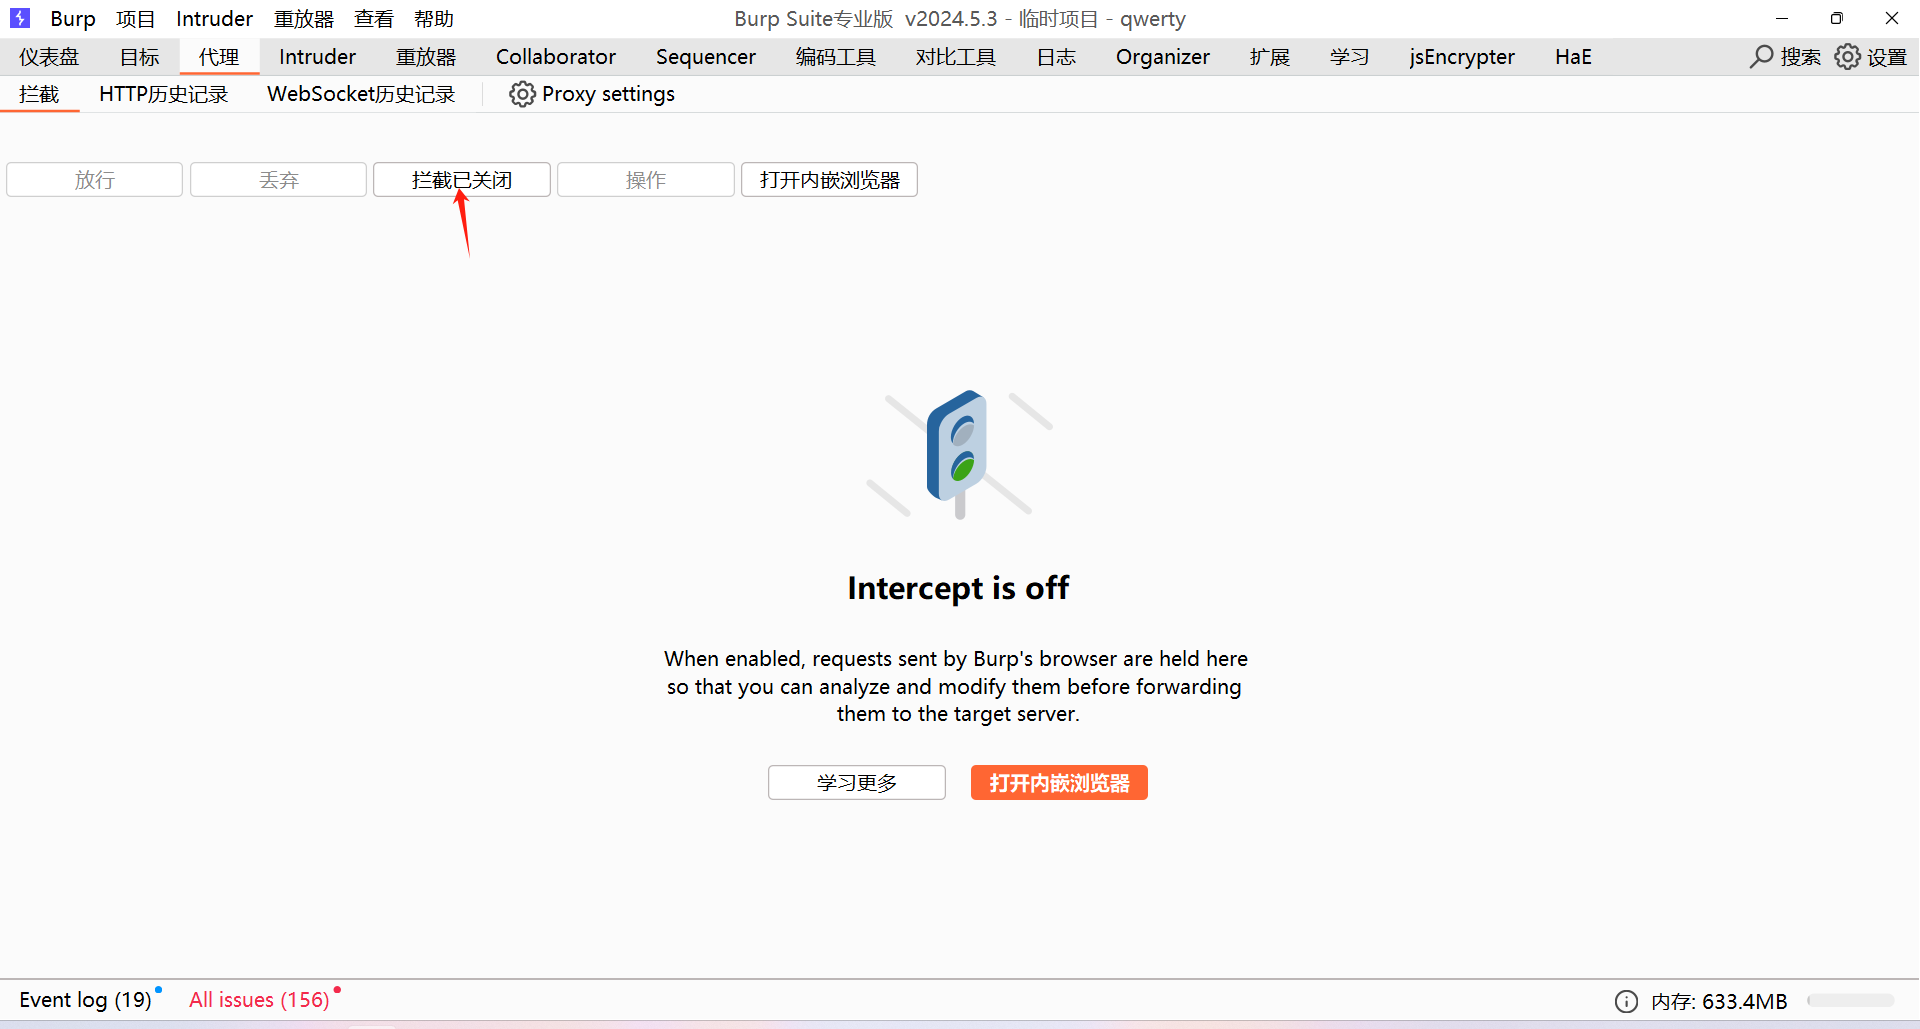 Burp 项目 Intruder 重放器 查看 帮助 Burp Suite专业版 v2024.5.3 - 临时项目 - qwerty
仪表盘 目标 代理 Intruder 重放器 Collaborator Sequencer 编码工具 对比工具 日志 Organizer 扩展 学习 jsEncrypter HaE 搜索 设置
拦截 HTTP历史记录 WebSocket历史记录 Proxy settings
放行 丢弃 拦截已关闭 操作 打开内嵌浏览器
Intercept is off
When enabled, requests sent by Burp's browser are held here
so that you can analyze and modify them before forwarding
them to the target server.
学习更多 打开内嵌浏览器
Event log (19) All issues (156) 内存: 633.4MB